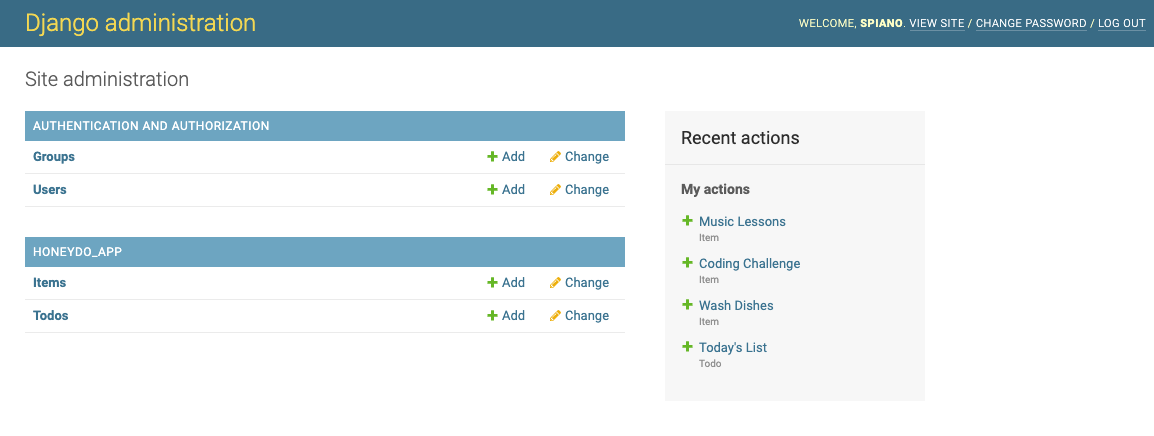 Django administration
WELCOME, SPIANO. VIEW SITE / CHANGE PASSWORD / LOG OUT
Site administration
AUTHENTICATION AND AUTHORIZATION
Groups Add Change
Users Add Change
HONEYDO_APP
Items Add Change
Todos Add Change
Recent actions
My actions
Music Lessons
Item
Coding Challenge
Item
Wash Dishes
Item
Today's List
Todo